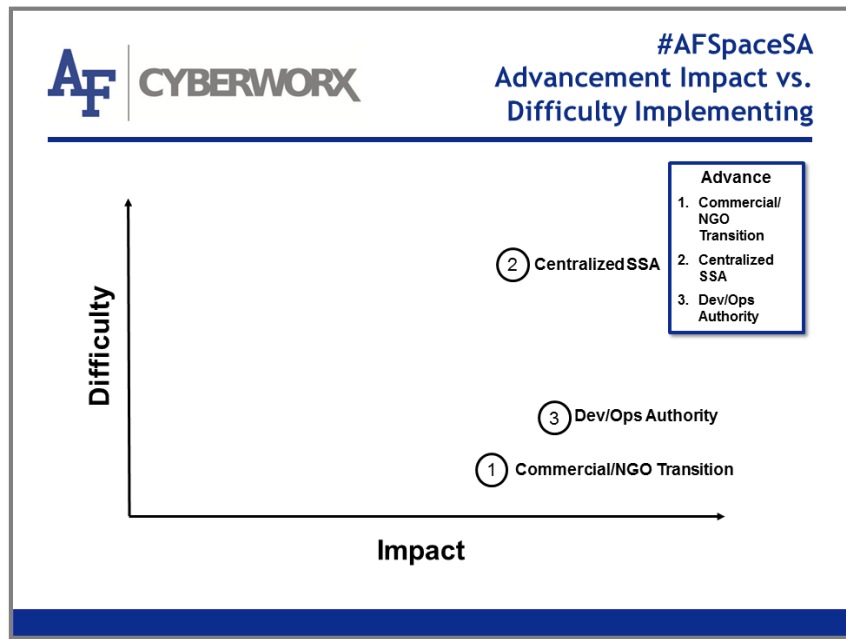 AF
CYBERWORX
#AFSpaceSA
Advancement Impact vs.
Difficulty Implementing
Advance
1. Commercial/
NGO
Transition
2. Centralized
SSA
3. Dev/Ops
Authority
Difficulty
2 Centralized SSA
3 Dev/Ops Authority
1 Commercial/NGO Transition
Impact